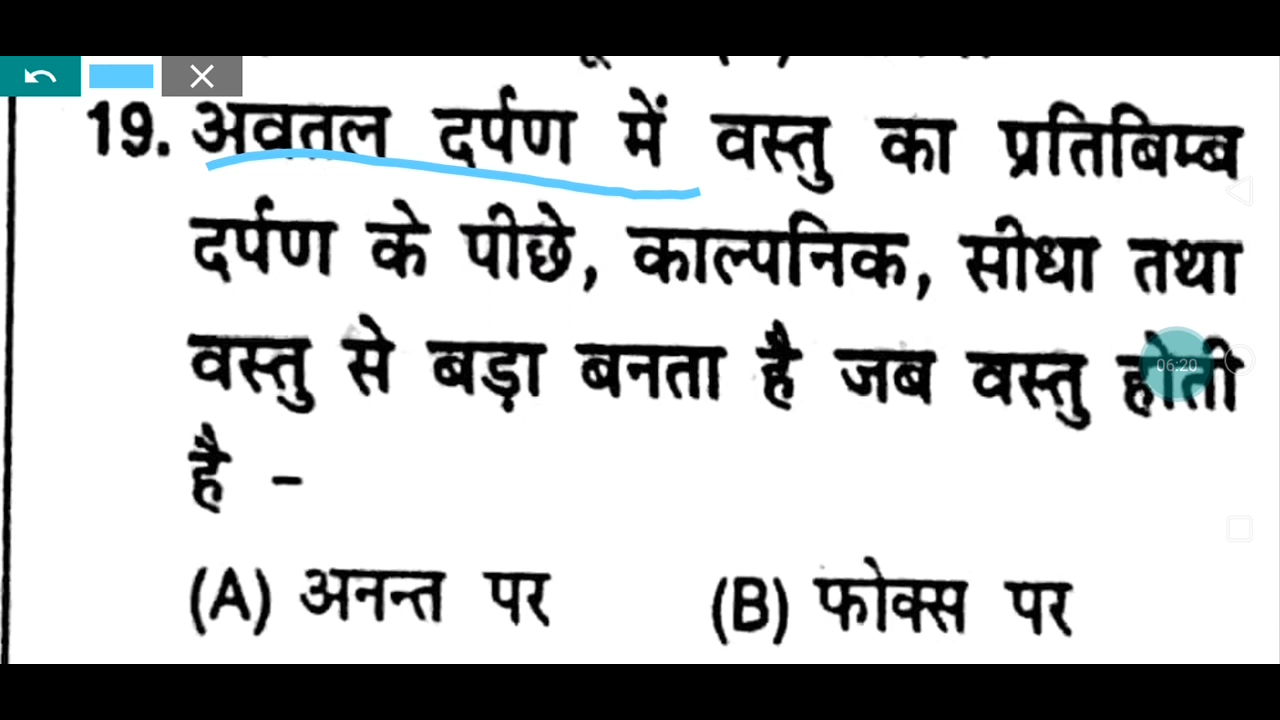 19. अवतल दर्पण में वस्तु का प्रतिबिम्ब
दर्पण के पीछे, काल्पनिक, सीधा तथा
वस्तु से बड़ा बनता है जब वस्तु होती
है -
(A) अनन्त पर (B) फोक्स पर
06:20